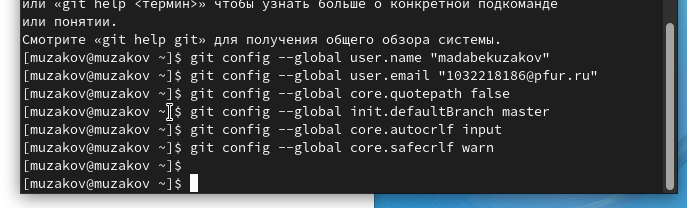 или «git help <термин>» чтобы узнать больше о конкретной подкоманде
или понятии.
Смотрите «git help git» для получения общего обзора системы.
[muzakov@muzakov ~]$ git config --global user.name "madabekuzakov"
[muzakov@muzakov ~]$ git config --global user.email "1032218186@pfur.ru"
[muzakov@muzakov ~]$ git config --global core.quotepath false
[muzakov@muzakov ~]$ git config --global init.defaultBranch master
[muzakov@muzakov ~]$ git config --global core.autocrlf input
[muzakov@muzakov ~]$ git config --global core.safecrlf warn
[muzakov@muzakov ~]$
[muzakov@muzakov ~]$